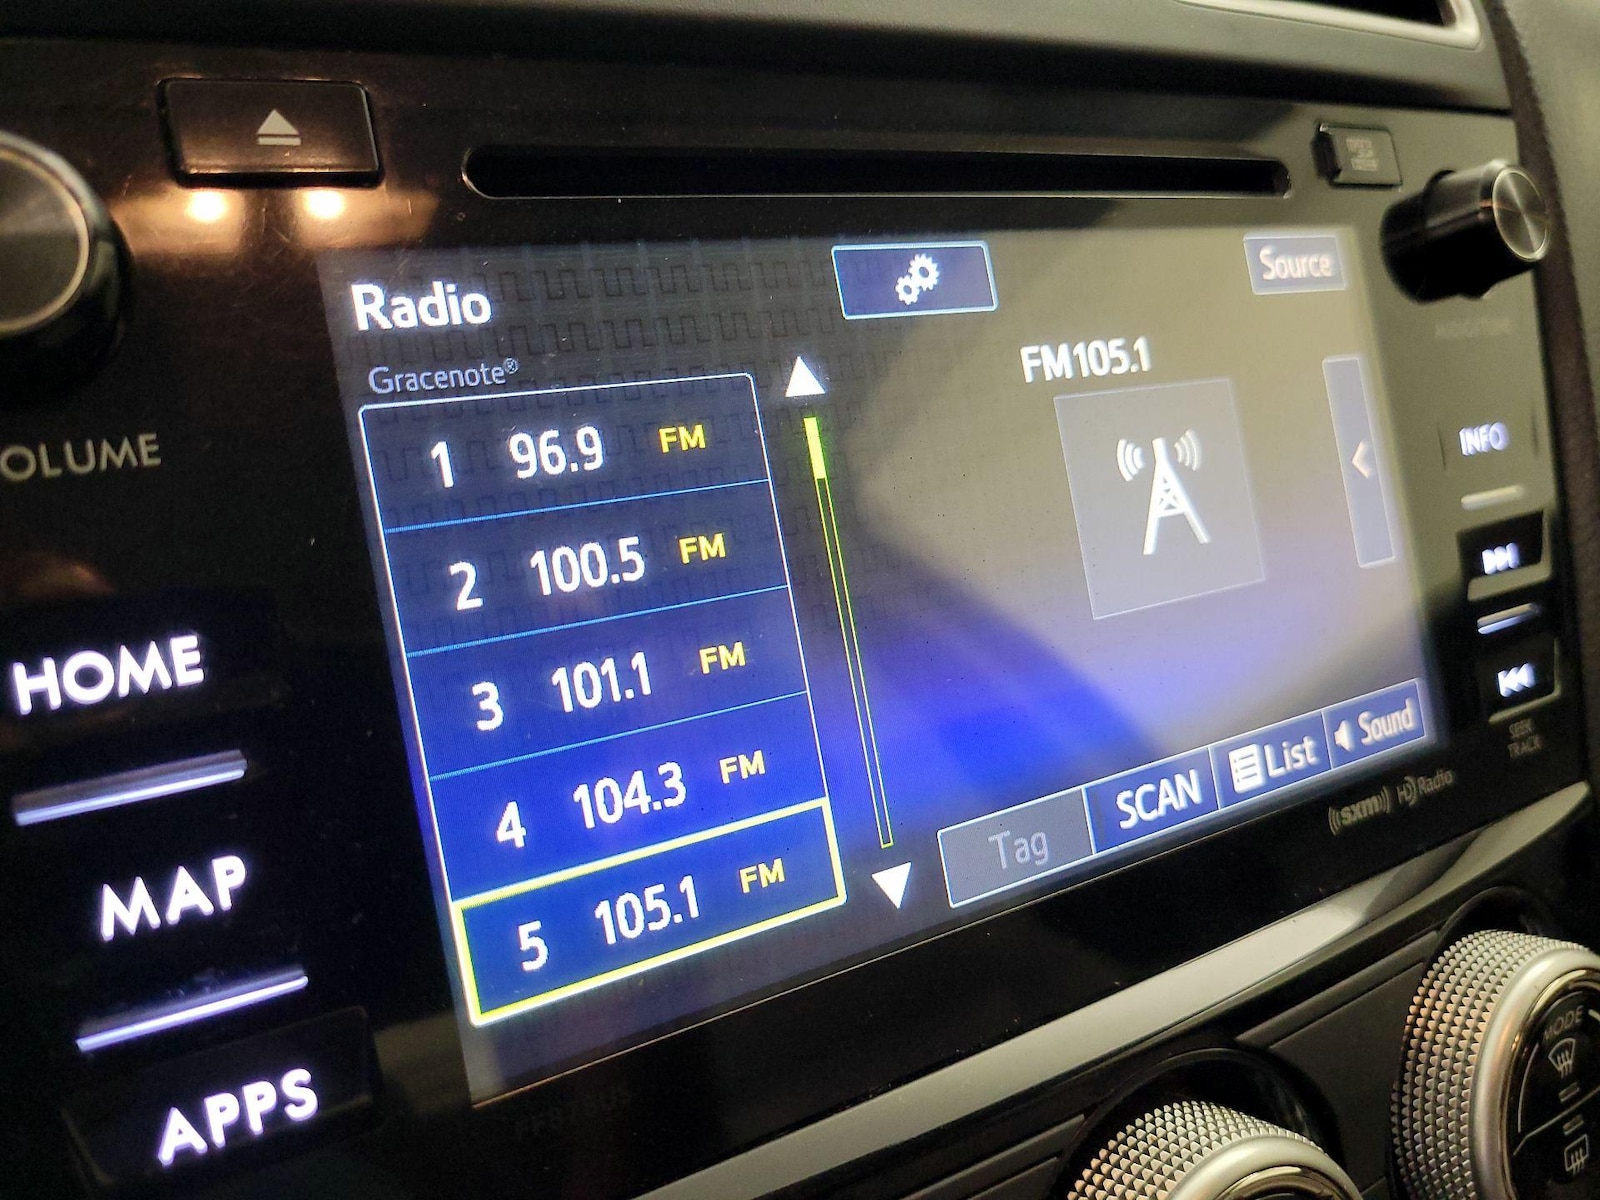 Radio
Source
Gracenote®
FM105.1
1 96.9 FM
2 100.5 FM
3 101.1 FM
4 104.3 FM
5 105.1 FM
Tag SCAN List Sound
OLUME
HOME
MAP
APPS
INFO
SEEK
TRACK
((sxm)) HD Radio
MODE